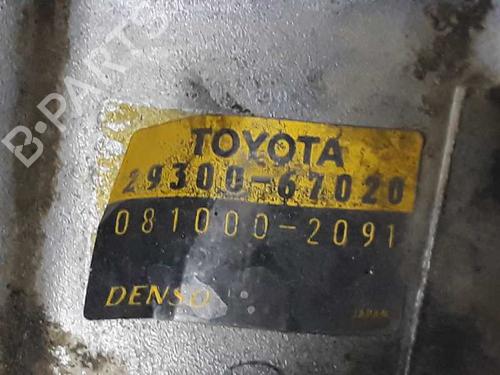 B-PARTS
TOYOTA
29300-67020
081000-2091
DENSO
JAPAN